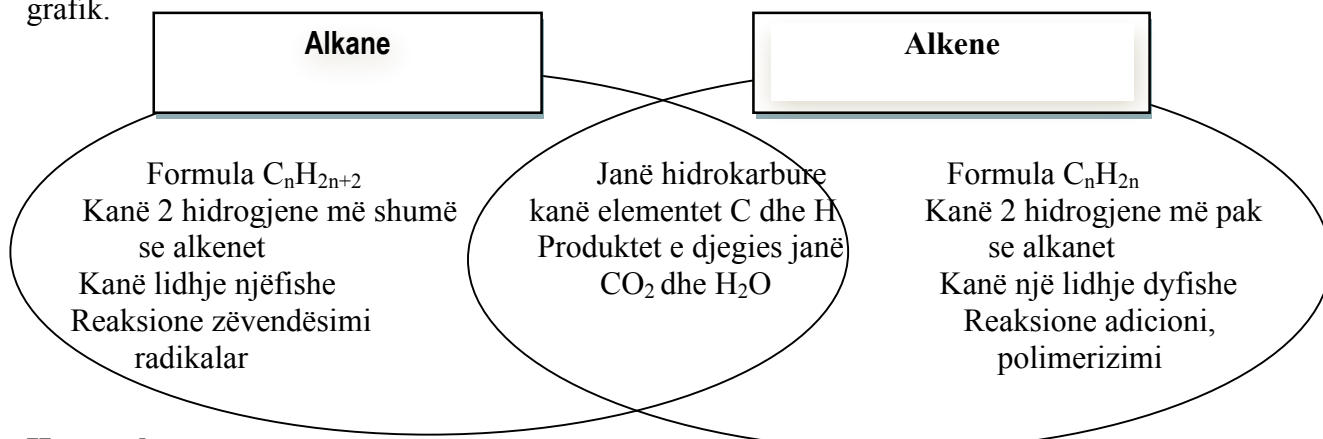 grafik.
Alkane
Alkene
Formula CₙH₂ₙ₊₂
Kanë 2 hidrogjene më shumë
se alkenet
Kanë lidhje njëfishe
Reaksione zëvendësimi
radikalar
Janë hidrokarbure
kanë elementet C dhe H
Produktet e djegies janë
CO₂ dhe H₂O
Formula CₙH₂ₙ
Kanë 2 hidrogjene më pak
se alkanet
Kanë një lidhje dyfishe
Reaksione adicioni,
polimerizimi